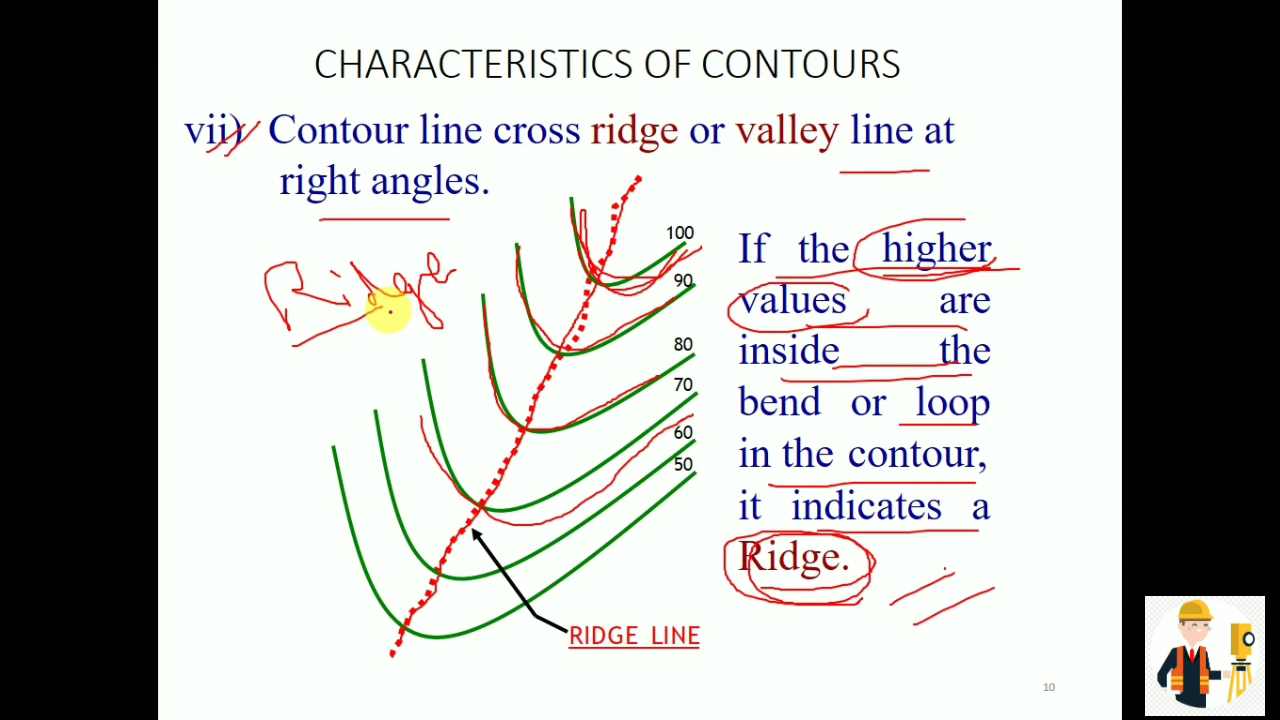 CHARACTERISTICS OF CONTOURS
vii) Contour line cross ridge or valley line at
right angles.
Ridge
100
90
80
70
60
50
RIDGE LINE
If the higher
values are
inside the
bend or loop
in the contour,
it indicates a
Ridge.
10